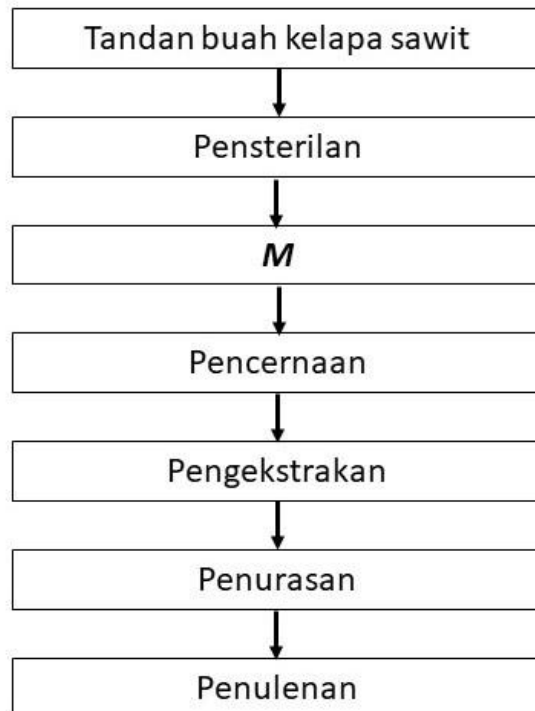 Tandan buah kelapa sawit
Pensterilan
M
Pencernaan
Pengekstrakan
Penurasan
Penulenan